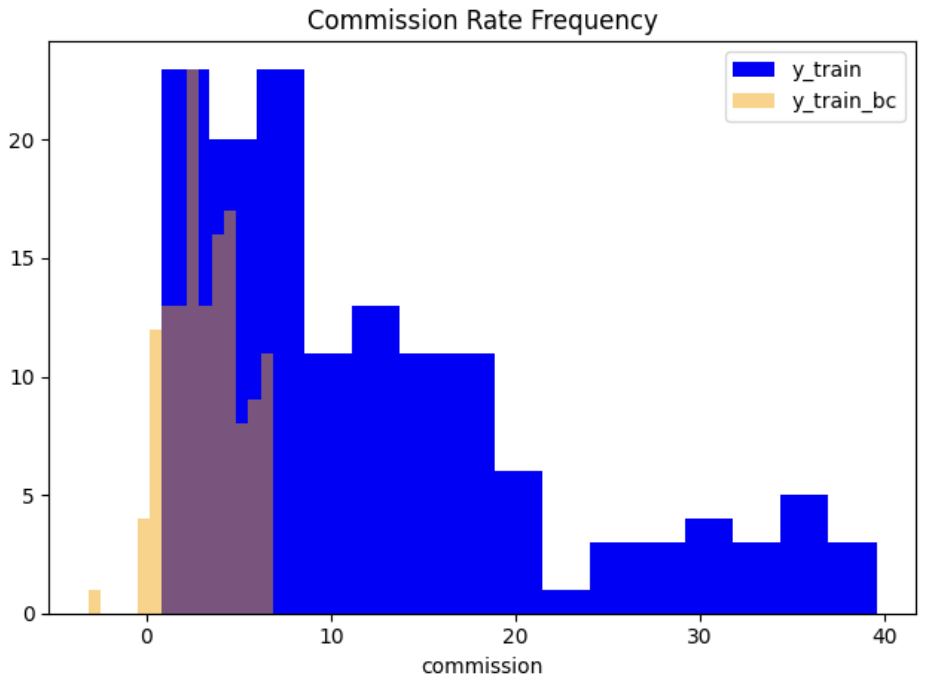 Commission Rate Frequency
y_train
y_train_bc
20
15
10
5
0
0 10 20 30 40
commission